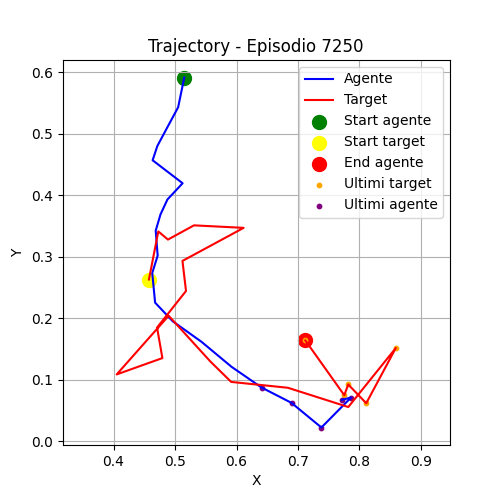 Trajectory - Episodio 7250
Agente
Target
Start agente
Start target
End agente
Ultimi target
Ultimi agente
0.6
0.5
0.4
0.3
0.2
0.1
0.0
Y
0.4 0.5 0.6 0.7 0.8 0.9
X